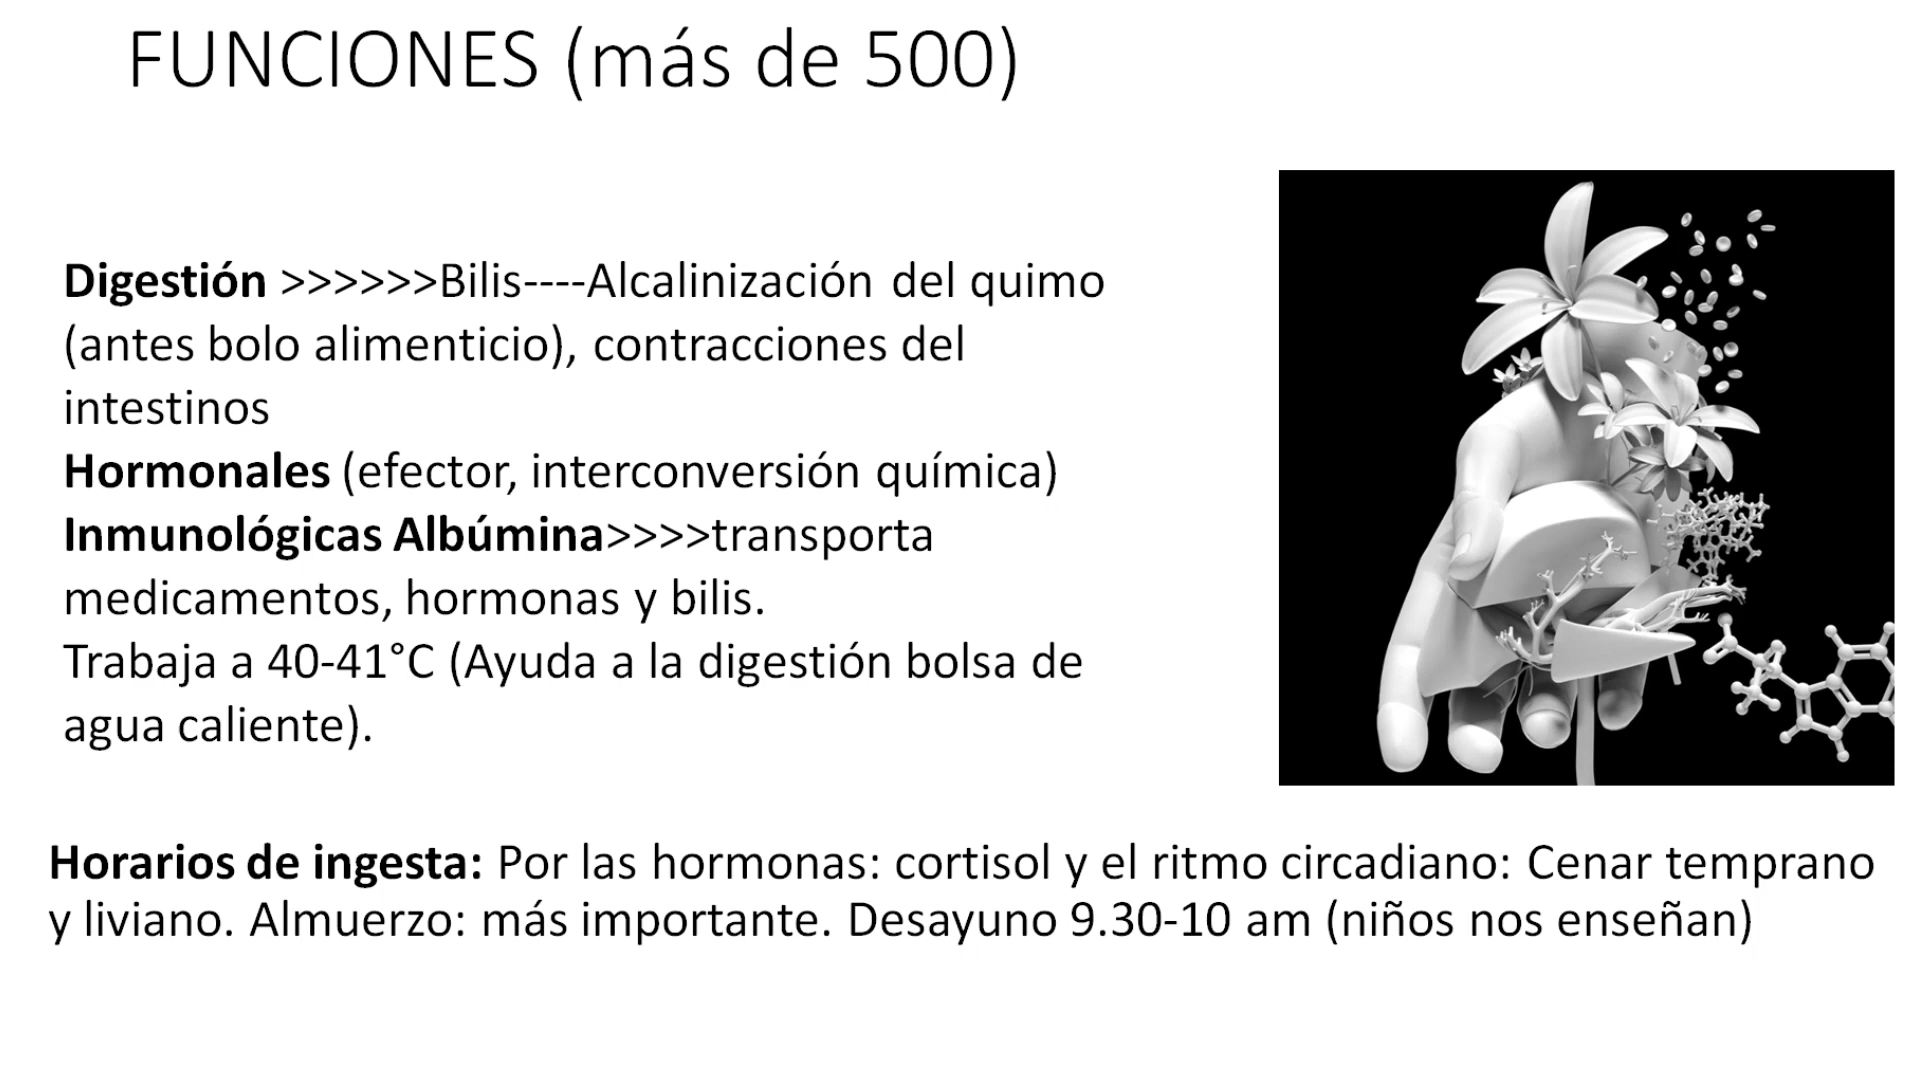 FUNCIONES (más de 500)
Digestión >>>>>>Bilis----Alcalinización del quimo
(antes bolo alimenticio), contracciones del
intestinos
Hormonales (efector, interconversión química)
Inmunológicas Albúmina>>>>transporta
medicamentos, hormonas y bilis.
Trabaja a 40-41°C (Ayuda a la digestión bolsa de
agua caliente).
Horarios de ingesta: Por las hormonas: cortisol y el ritmo circadiano: Cenar temprano
y liviano. Almuerzo: más importante. Desayuno 9.30-10 am (niños nos enseñan)